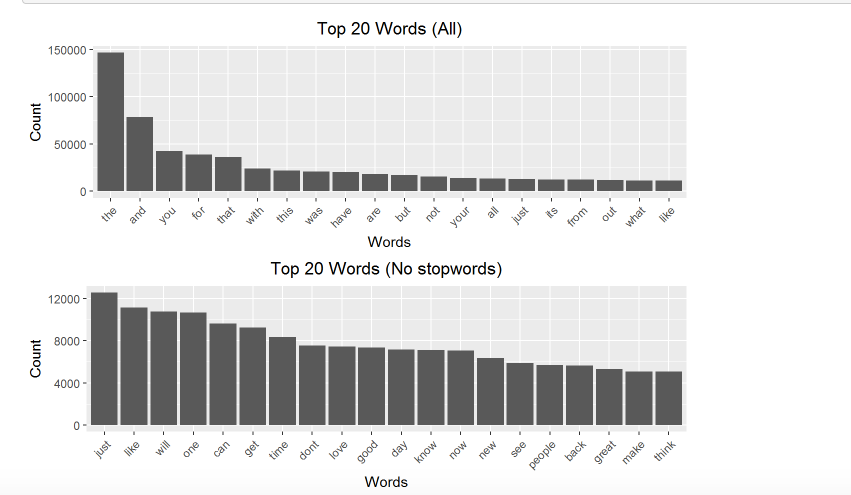 Top 20 Words (All)
150000
100000
50000
0
Count
the and you for that with this was have are but not your all just its from out what like
Words
Top 20 Words (No stopwords)
12000
8000
4000
0
Count
just like will one can get time dont love good day know now new see people back great make think
Words